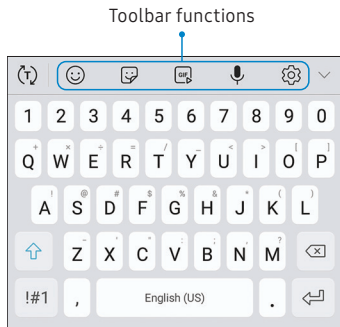 Toolbar functions
T GIF
1 2 3 4 5 6 7 8 9 0
+ × ÷ = / _ < > [ ]
Q W E R T Y U I O P
! @ # $ % & * ( )
A S D F G H J K L
- ' " : ; , ?
Z X C V B N M
!#1 , English (US) .